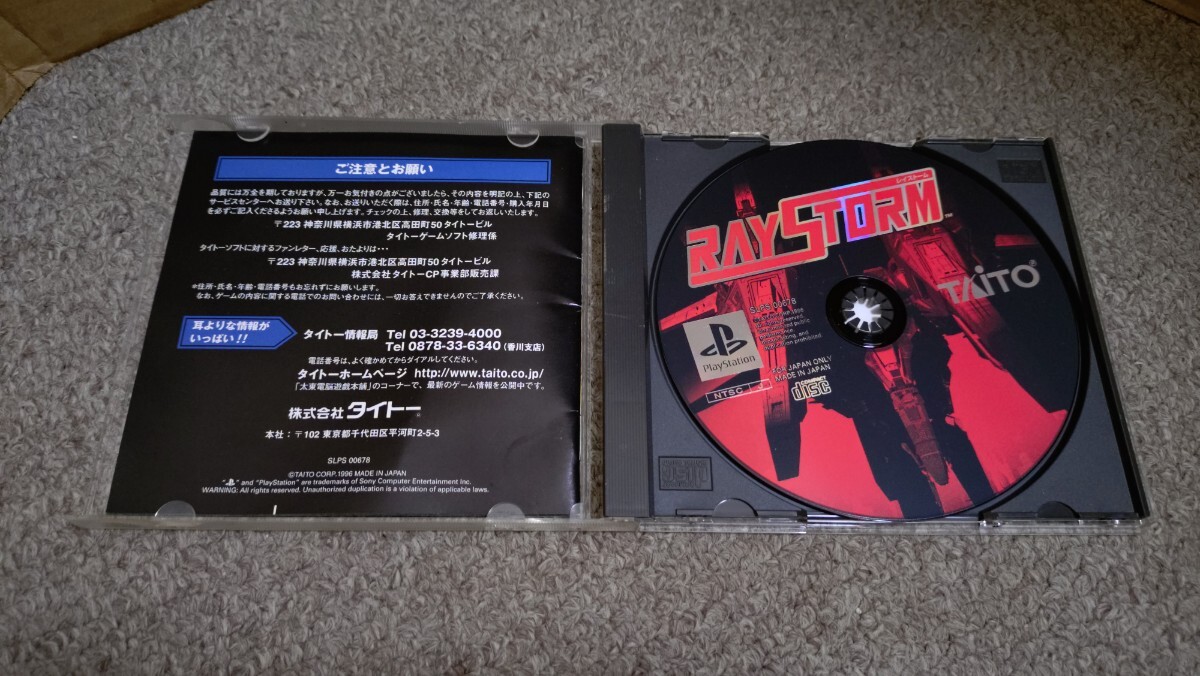 ご注意とお願い
品質には万全を期しておりますが、万一お気付きの点がございましたら、その内容を明記の上、下記の
サービスセンターへお送り下さい。なお、お送りいただく際は、住所・氏名・年齢・電話番号・購入年月日
を必ずご記入くださるようお願い申し上げます。チェックの上、修理、交換等をしてお返しいたします。
〒223 神奈川県横浜市港北区高田町50 タイトービル
タイトーゲームソフト修理係
タイトーソフトに対するファンレター、応援、おたよりは…
〒223 神奈川県横浜市港北区高田町50 タイトービル
株式会社タイトーCP事業部販売課
*住所・氏名・年齢・電話番号もお忘れずにお願いします。
なお、ゲームの内容に関する電話でのお問い合わせには、一切お答えできませんのでご了承ください。
耳よりな情報が
いっぱい!!
タイトー情報局 Tel 03-3239-4000
Tel 0878-33-6340 (香川支店)
電話番号は、よく確かめてからダイアルしてください。
タイトーホームページ http://www.taito.co.jp/
「太東電脳遊戯本舗」のコーナーで、最新のゲーム情報を公開中です。
株式会社 タイトー
本社：〒102 東京都千代田区平河町2-5-3
SLPS 00678
©TAITO CORP.1996 MADE IN JAPAN
"PS" and "PlayStation" are trademarks of Sony Computer Entertainment Inc.
WARNING: All rights reserved. Unauthorized duplication is a violation of applicable laws.
レイストーム
RAYSTORM™
TAITO®
SLPS 00678
PlayStation
FOR JAPAN ONLY
MADE IN JAPAN
NTSC J
COMPACT
disc